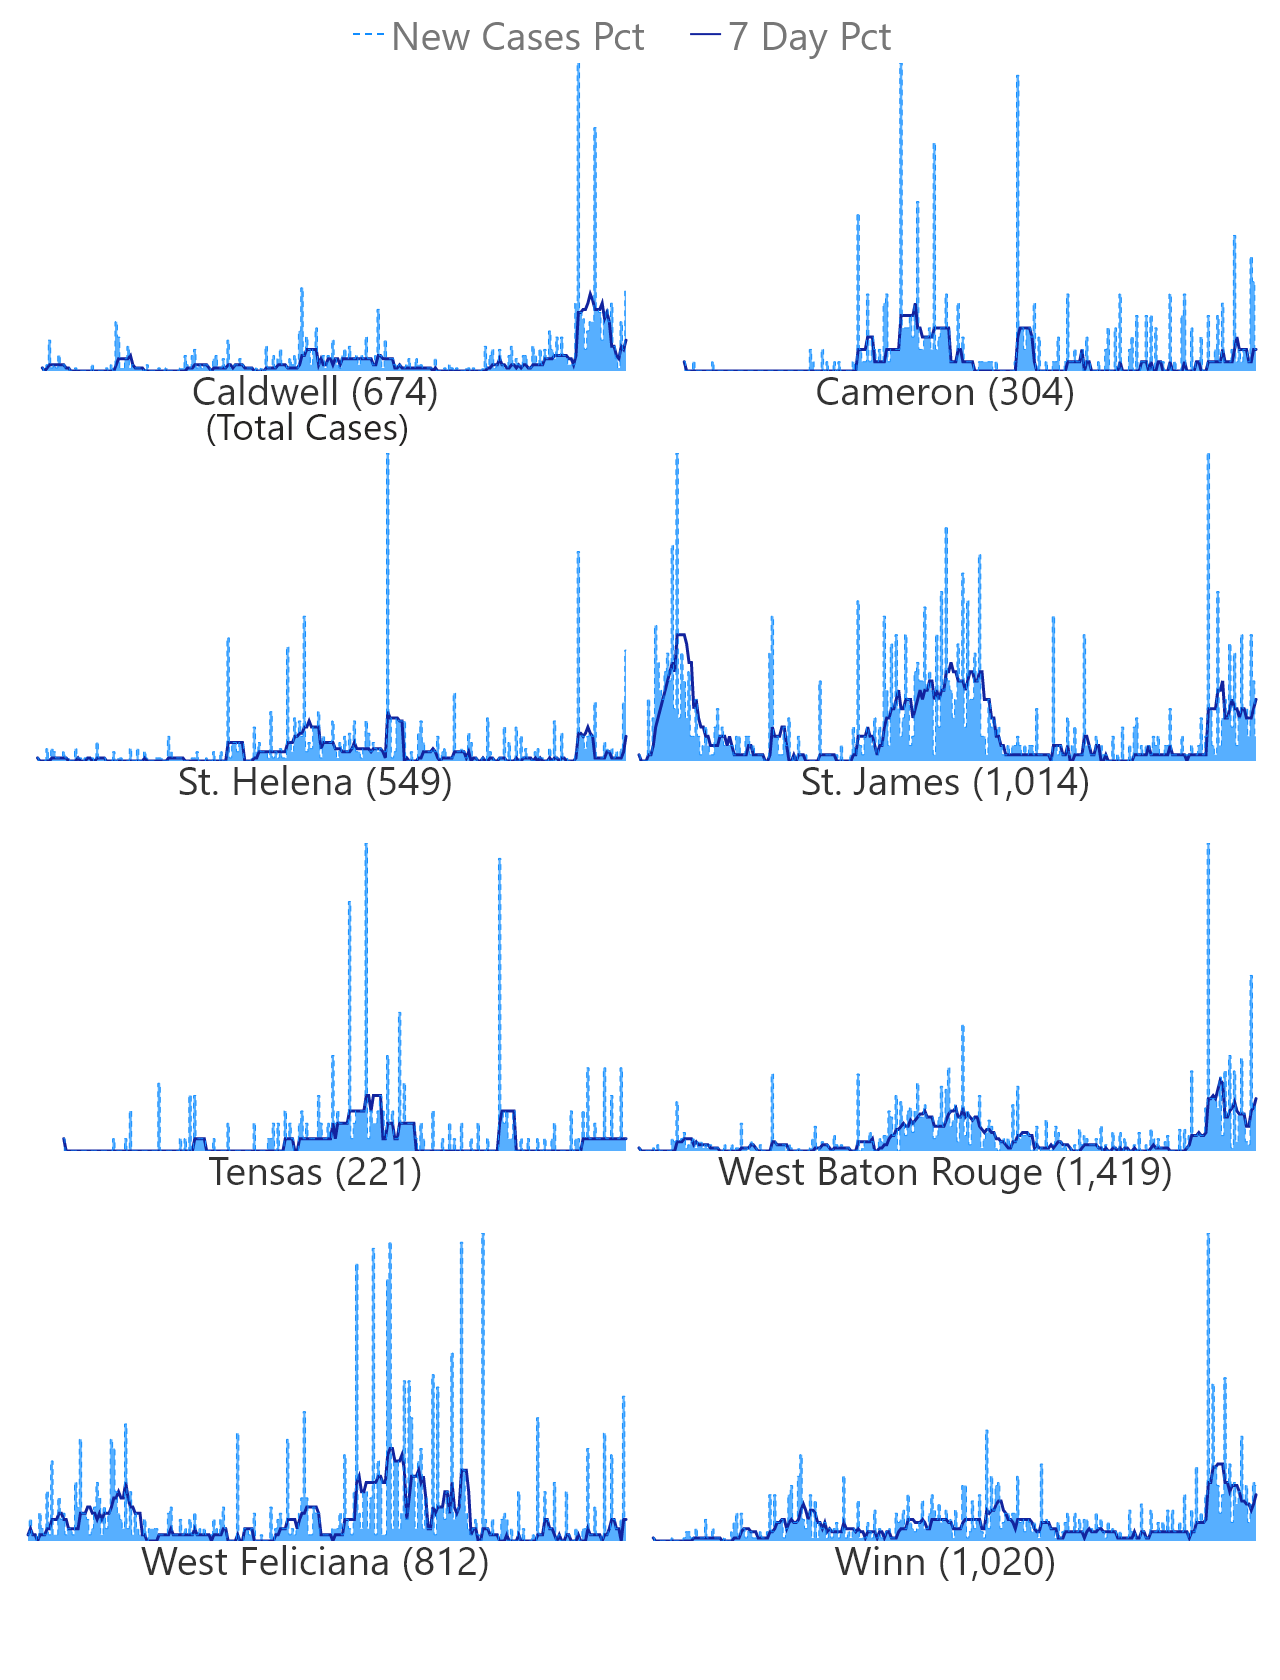 New Cases Pct 7 Day Pct
Caldwell (674) Cameron (304)
(Total Cases)
St. Helena (549) St. James (1,014)
Tensas (221) West Baton Rouge (1,419)
West Feliciana (812) Winn (1,020)